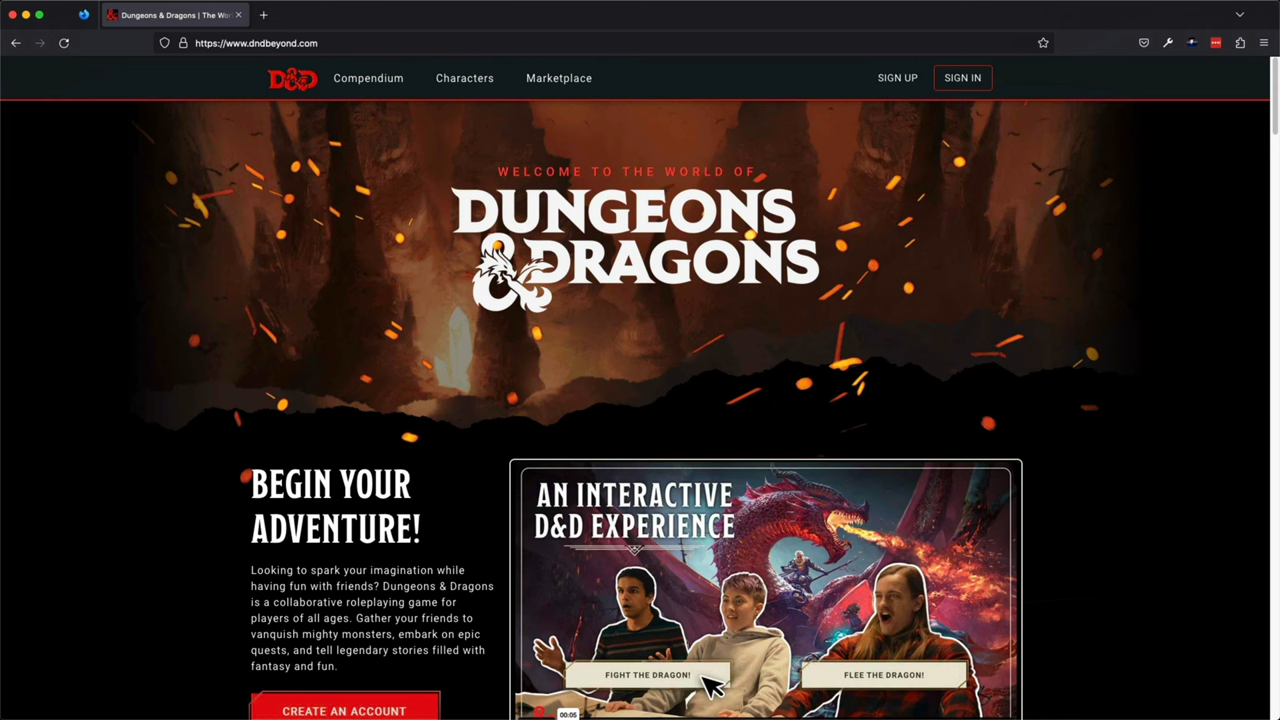 Dungeons & Dragons | The Wor
https://www.dndbeyond.com
D&D
Compendium
Characters
Marketplace
SIGN UP
SIGN IN
WELCOME TO THE WORLD OF
DUNGEONS
& DRAGONS
BEGIN YOUR
ADVENTURE!
Looking to spark your imagination while
having fun with friends? Dungeons & Dragons
is a collaborative roleplaying game for
players of all ages. Gather your friends to
vanquish mighty monsters, embark on epic
quests, and tell legendary stories filled with
fantasy and fun.
CREATE AN ACCOUNT
AN INTERACTIVE
D&D EXPERIENCE
FIGHT THE DRAGON!
FLEE THE DRAGON!
00:05